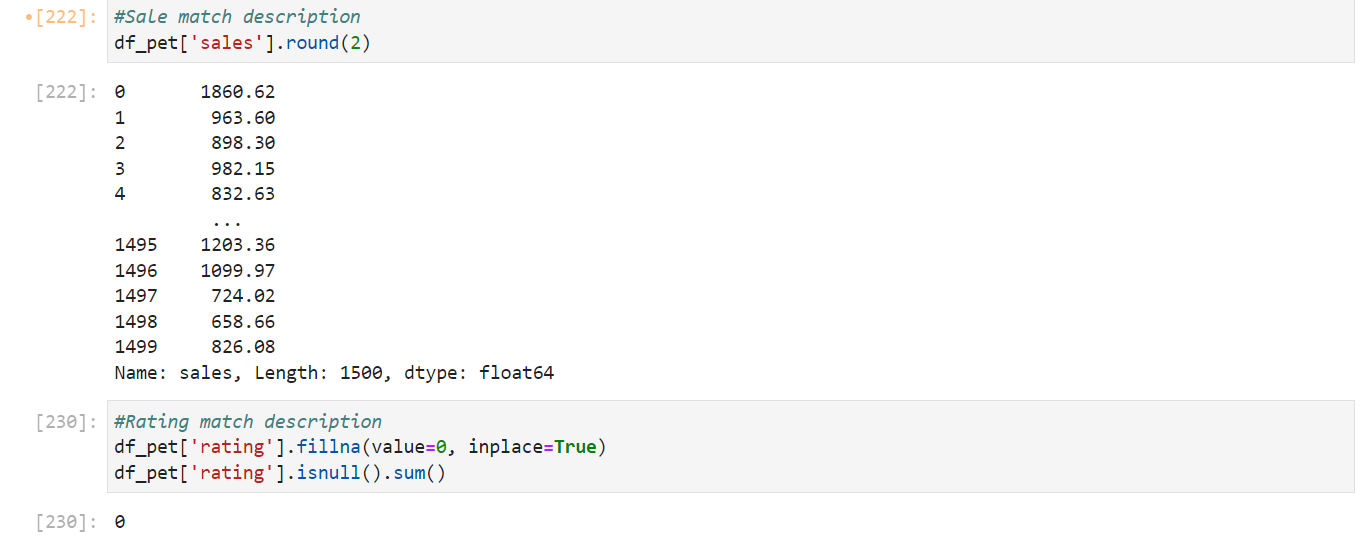 [222]: #Sale match description
df_pet['sales'].round(2)
[222]: 0       1860.62
1        963.60
2        898.30
3        982.15
4        832.63
...
1495    1203.36
1496    1099.97
1497     724.02
1498     658.66
1499     826.08
Name: sales, Length: 1500, dtype: float64
[230]: #Rating match description
df_pet['rating'].fillna(value=0, inplace=True)
df_pet['rating'].isnull().sum()
[230]: 0